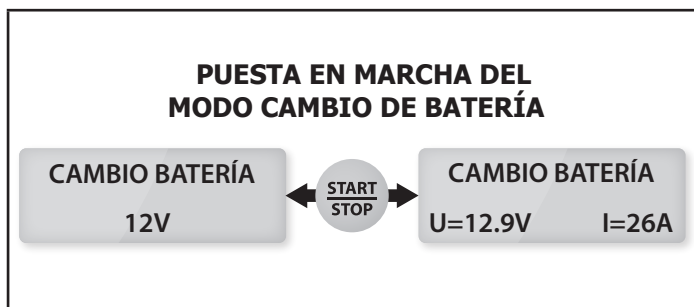 PUESTA EN MARCHA DEL
MODO CAMBIO DE BATERÍA
CAMBIO BATERÍA
12V
START
STOP
CAMBIO BATERÍA
U=12.9V I=26A